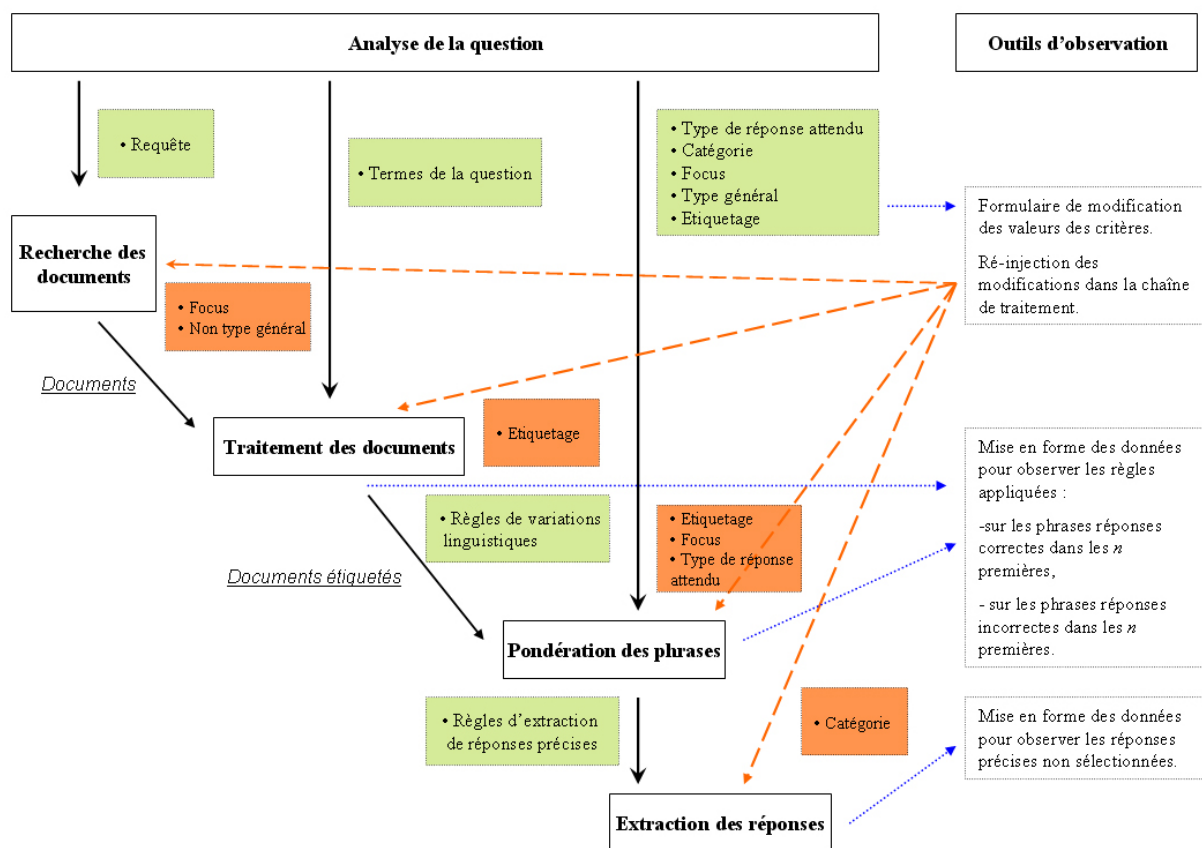 Analyse de la question
Outils d'observation
• Requête
• Termes de la question
• Type de réponse attendu
• Catégorie
• Focus
• Type général
• Etiquetage
Formulaire de modification
des valeurs des critères.
Ré-injection des
modifications dans la chaîne
de traitement.
Recherche des
documents
• Focus
• Non type général
Documents
Traitement des documents
• Etiquetage
Mise en forme des données
pour observer les règles
appliquées :
-sur les phrases réponses
correctes dans les n
premières,
- sur les phrases réponses
incorrectes dans les n
premières.
• Règles de variations
linguistiques
• Etiquetage
• Focus
• Type de réponse
attendu
Documents étiquetés
Pondération des phrases
• Règles d'extraction
de réponses précises
• Catégorie
Mise en forme des données
pour observer les réponses
précises non sélectionnées.
Extraction des réponses